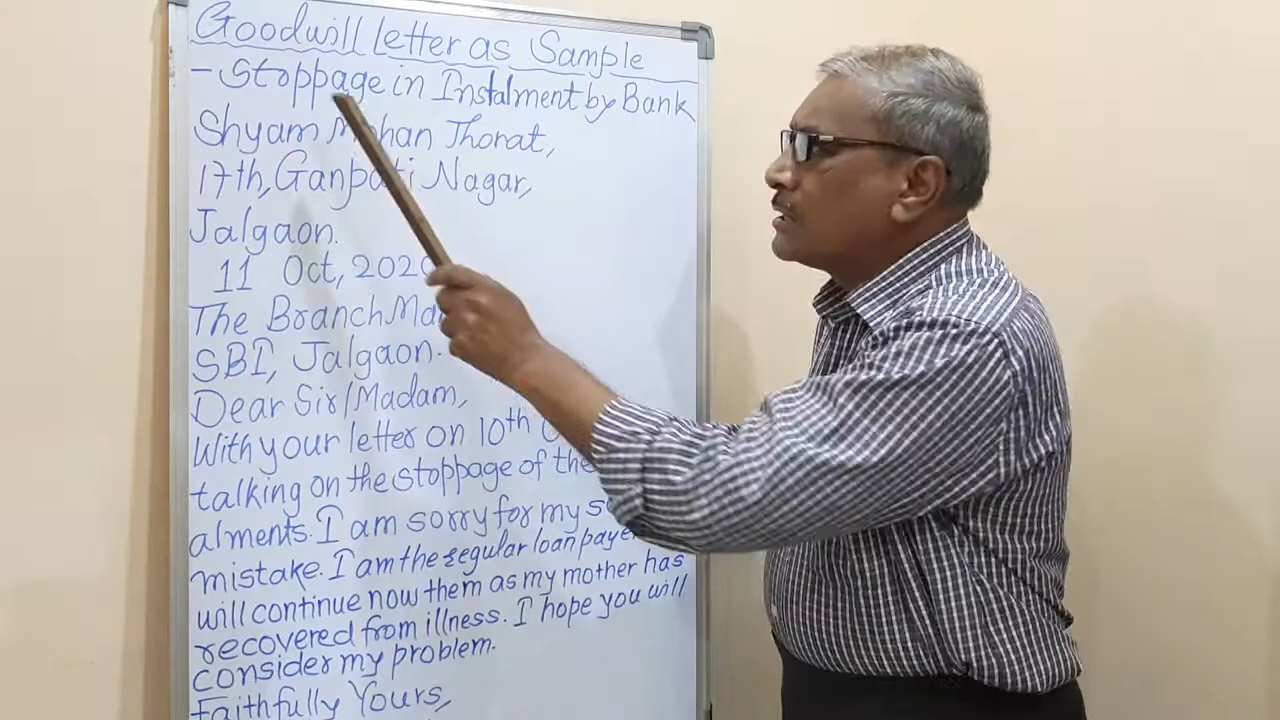 Goodwill Letter as Sample
- Stoppage in Instalment by Bank
Shyam Mohan Thorat,
17th, Ganpati Nagar,
Jalgaon.
11 Oct, 202
The Branch Ma
SBI, Jalgaon.
Dear Sir/Madam,
With your letter on 10th
talking on the stoppage of the
alments. I am sorry for my s
mistake. I am the regular loan paye
will continue now them as my mother has
recovered from illness. I hope you will
consider my problem.
Faithfully Yours,